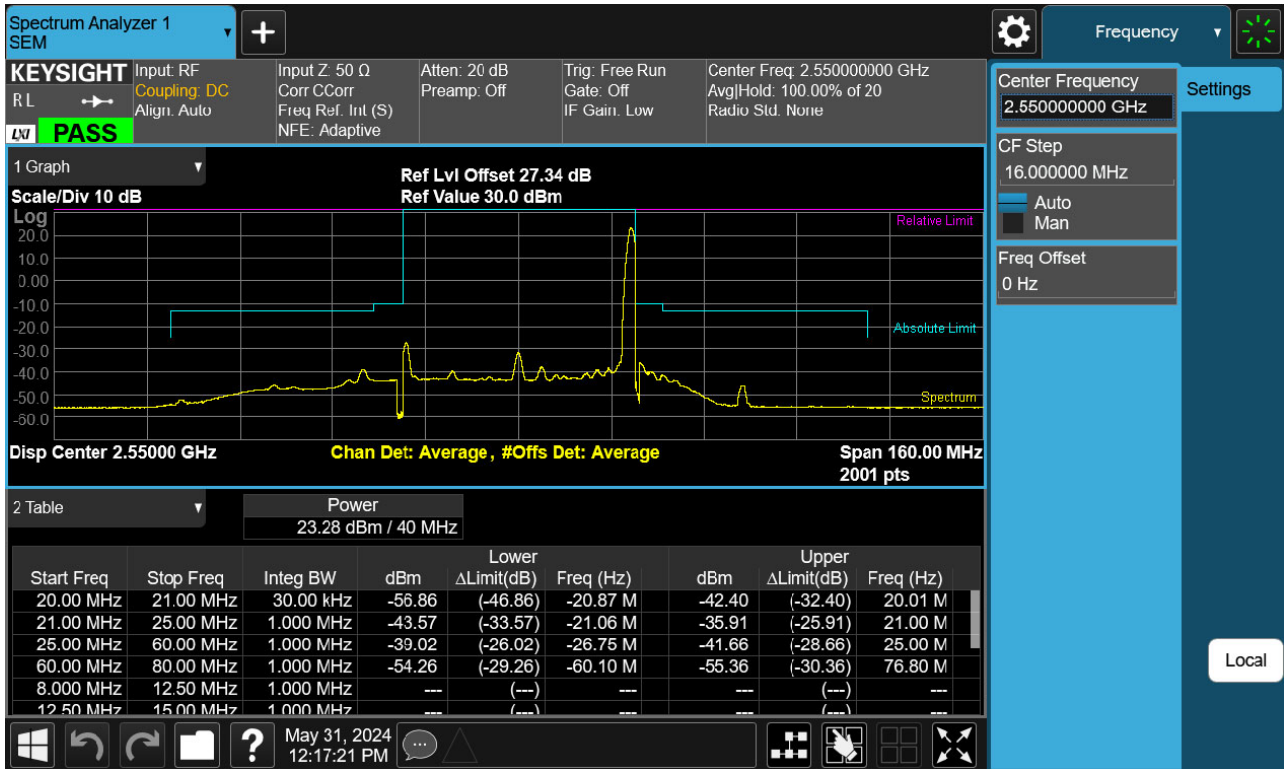 Spectrum Analyzer 1
SEM
+
Frequency
KEYSIGHT
R L
LXI
PASS
Input: RF
Coupling: DC
Align: Auto
Input Z: 50 Ω
Corr CCorr
Freq Ref: Int (S)
NFE: Adaptive
Atten: 20 dB
Preamp: Off
Trig: Free Run
Gate: Off
IF Gain: Low
Center Freq: 2.550000000 GHz
Avg|Hold: 100.00% of 20
Radio Std: None
Center Frequency
2.550000000 GHz
Settings
CF Step
16.000000 MHz
Auto
Man
Freq Offset
0 Hz
Local
1 Graph
Scale/Div 10 dB
Ref Lvl Offset 27.34 dB
Ref Value 30.0 dBm
Log
20.0
10.0
0.00
-10.0
-20.0
-30.0
-40.0
-50.0
-60.0
Relative Limit
Absolute Limit
Spectrum
Disp Center 2.55000 GHz
Chan Det: Average, #Offs Det: Average
Span 160.00 MHz
2001 pts
2 Table
Power
23.28 dBm / 40 MHz
Lower Upper
Start Freq Stop Freq Integ BW dBm ΔLimit(dB) Freq (Hz) dBm ΔLimit(dB) Freq (Hz)
20.00 MHz 21.00 MHz 30.00 kHz -56.86 (-46.86) -20.87 M -42.40 (-32.40) 20.01 M
21.00 MHz 25.00 MHz 1.000 MHz -43.57 (-33.57) -21.06 M -35.91 (-25.91) 21.00 M
25.00 MHz 60.00 MHz 1.000 MHz -39.02 (-26.02) -26.75 M -41.66 (-28.66) 25.00 M
60.00 MHz 80.00 MHz 1.000 MHz -54.26 (-29.26) -60.10 M -55.36 (-30.36) 76.80 M
8.000 MHz 12.50 MHz 1.000 MHz --- (---) --- --- (---) ---
12.50 MHz 15.00 MHz 1.000 MHz --- (---) --- --- (---) ---
?
May 31, 2024
12:17:21 PM